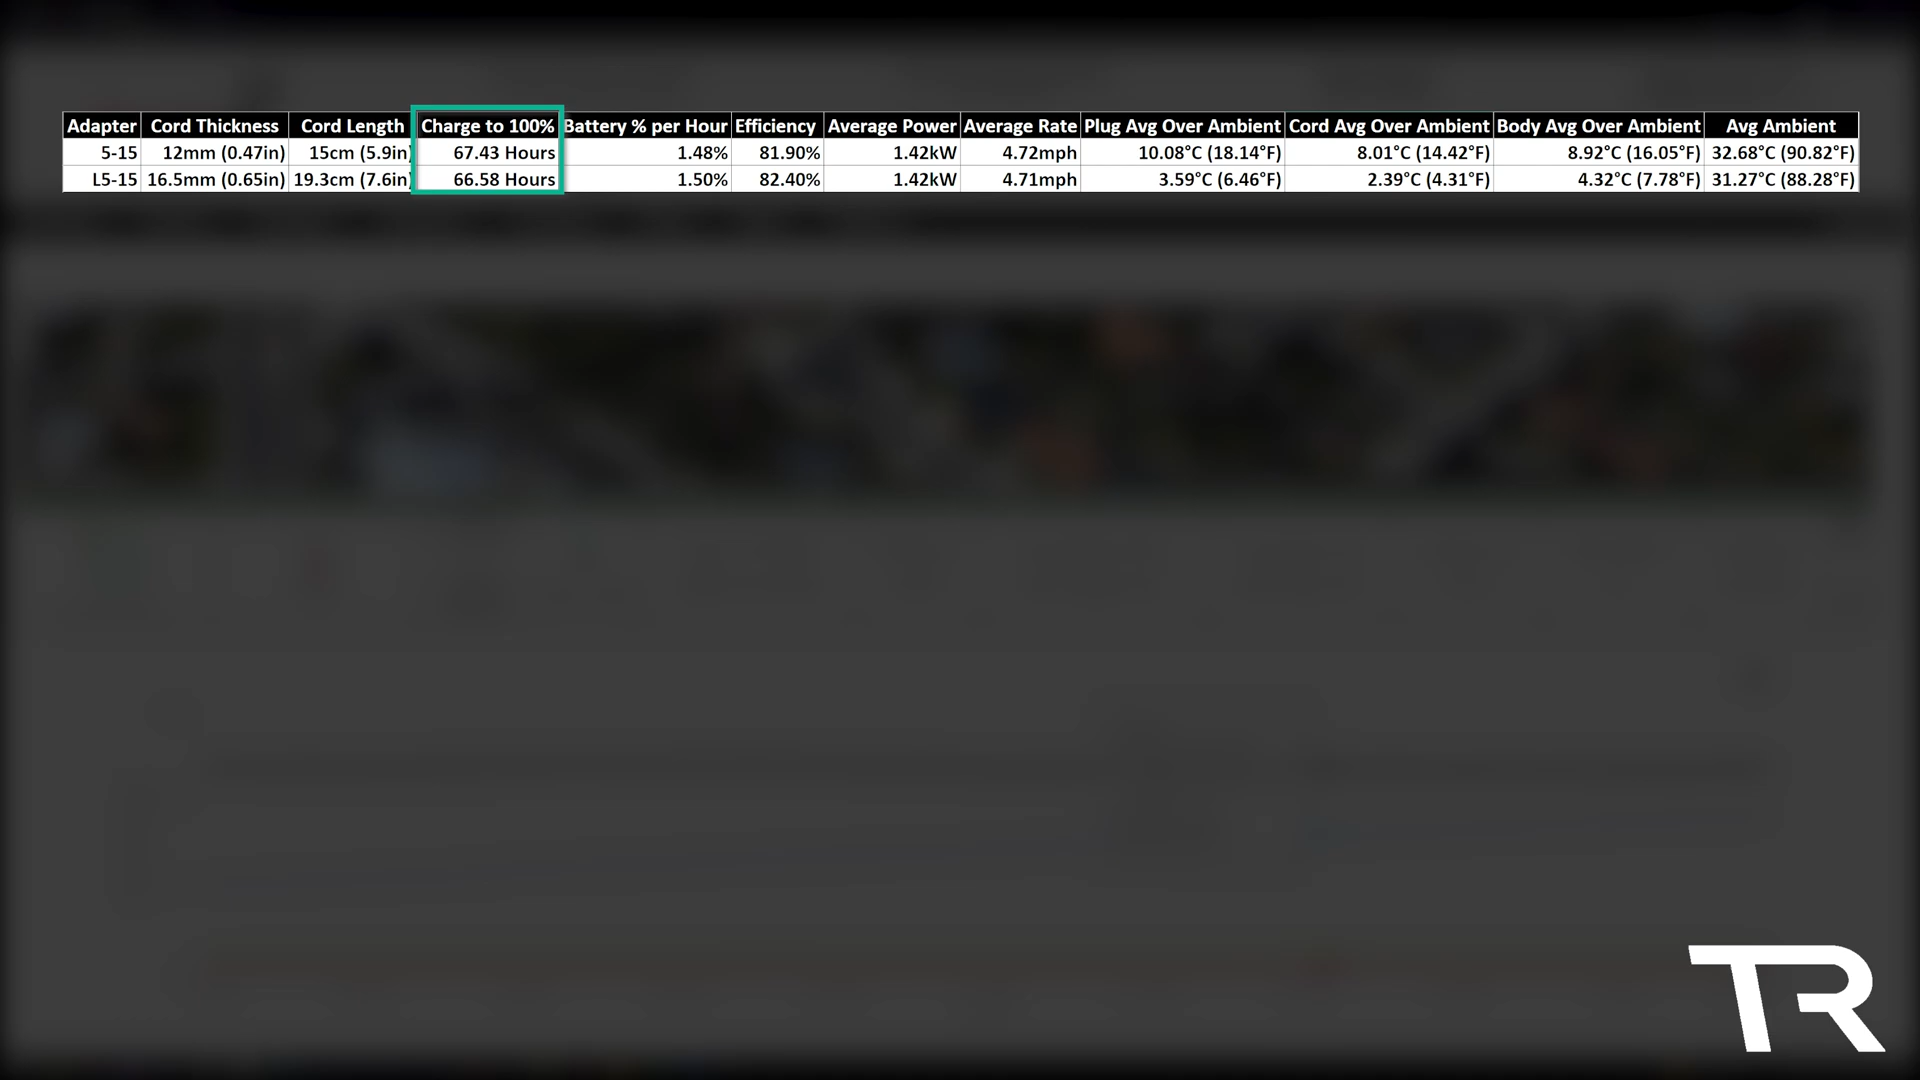 Adapter Cord Thickness Cord Length Charge to 100% Battery % per Hour Efficiency Average Power Average Rate Plug Avg Over Ambient Cord Avg Over Ambient Body Avg Over Ambient Avg Ambient
5-15 12mm (0.47in) 15cm (5.9in) 67.43 Hours 1.48% 81.90% 1.42kW 4.72mph 10.08°C (18.14°F) 8.01°C (14.42°F) 8.92°C (16.05°F) 32.68°C (90.82°F)
L5-15 16.5mm (0.65in) 19.3cm (7.6in) 66.58 Hours 1.50% 82.40% 1.42kW 4.71mph 3.59°C (6.46°F) 2.39°C (4.31°F) 4.32°C (7.78°F) 31.27°C (88.28°F)
TR